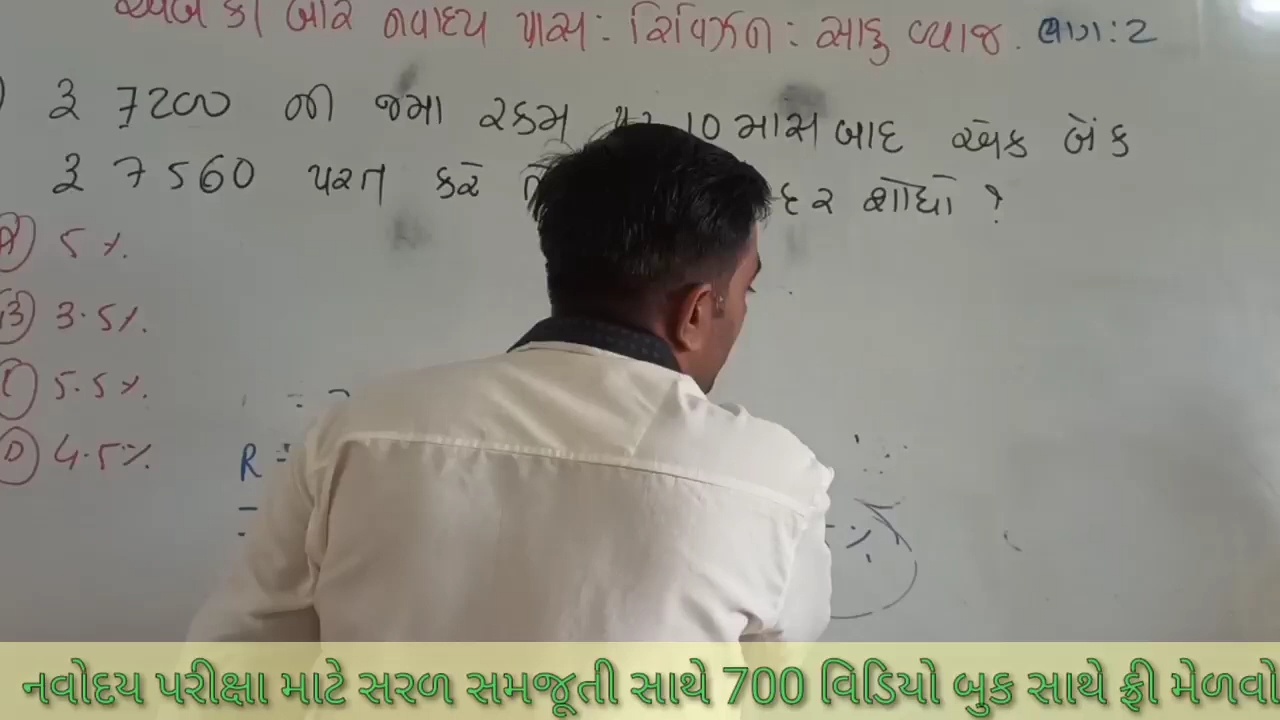 નવોદય પાસ : રિવિઝન : સાદુ વ્યાજ. ભાગ : 2
રૂ 7200 ની જમા રકમ પર 10 માસ બાદ એક બેંક
રૂ 7560 પરત કરે દર શોધો ?
A) 5 %.
B) 3.5 %.
C) 5.5 %.
D) 4.5 %.
R =
%
નવોદય પરીક્ષા માટે સરળ સમજૂતી સાથે 700 વિડિયો બુક સાથે ફ્રી મેળવો